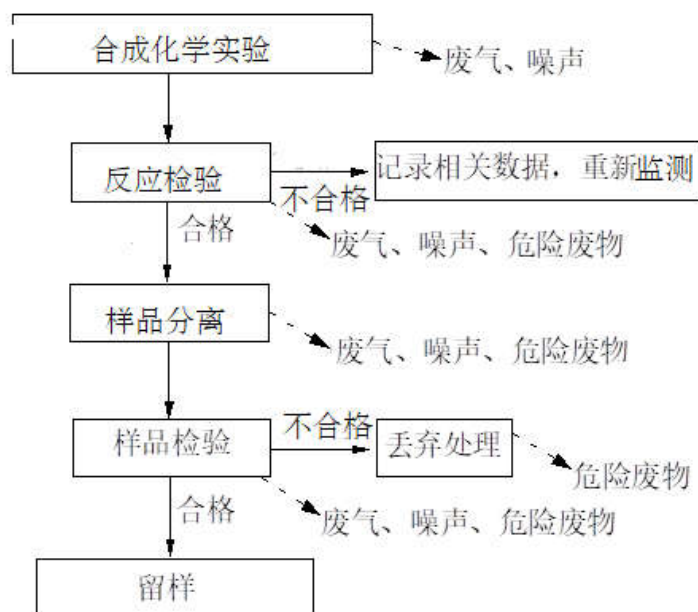 合成化学实验
废气、噪声
反应检验
记录相关数据，重新监测
不合格
合格
废气、噪声、危险废物
样品分离
废气、噪声、危险废物
样品检验
不合格
丢弃处理
危险废物
合格
废气、噪声、危险废物
留样